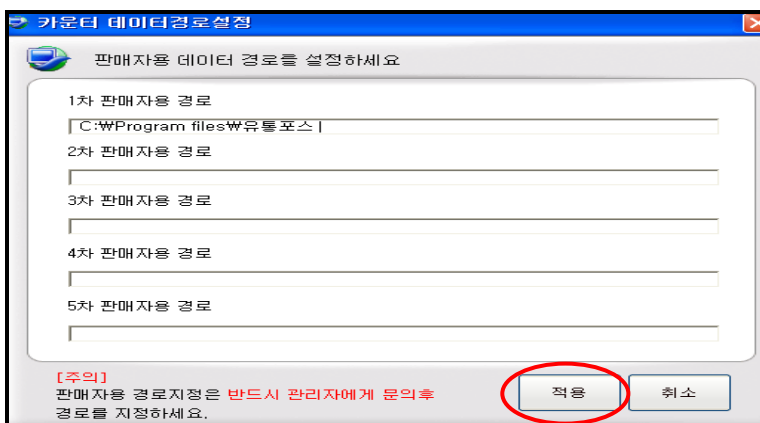 카운터 데이터경로설정
판매자용 데이터 경로를 설정하세요
1차 판매자용 경로
C:₩Program files₩유통포스
2차 판매자용 경로
3차 판매자용 경로
4차 판매자용 경로
5차 판매자용 경로
[주의]
판매자용 경로지정은 반드시 관리자에게 문의후
경로를 지정하세요.
적용
취소